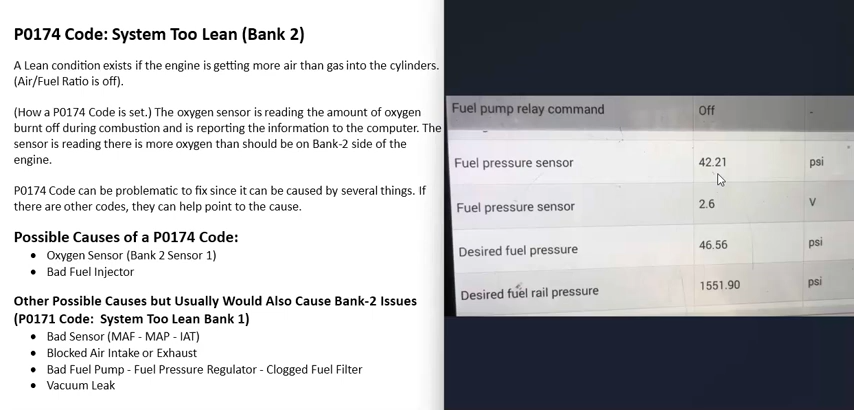 P0174 Code: System Too Lean (Bank 2)
A Lean condition exists if the engine is getting more air than gas into the cylinders.
(Air/Fuel Ratio is off).
(How a P0174 Code is set.) The oxygen sensor is reading the amount of oxygen
burnt off during combustion and is reporting the information to the computer. The
sensor is reading there is more oxygen than should be on Bank-2 side of the
engine.
P0174 Code can be problematic to fix since it can be caused by several things. If
there are other codes, they can help point to the cause.
Possible Causes of a P0174 Code:
• Oxygen Sensor (Bank 2 Sensor 1)
• Bad Fuel Injector
Other Possible Causes but Usually Would Also Cause Bank-2 Issues
(P0171 Code:  System Too Lean Bank 1)
• Bad Sensor (MAF - MAP - IAT)
• Blocked Air Intake or Exhaust
• Bad Fuel Pump - Fuel Pressure Regulator - Clogged Fuel Filter
• Vacuum Leak
Fuel pump relay command Off -
Fuel pressure sensor 42.21 psi
Fuel pressure sensor 2.6 V
Desired fuel pressure 46.56 psi
Desired fuel rail pressure 1551.90 psi